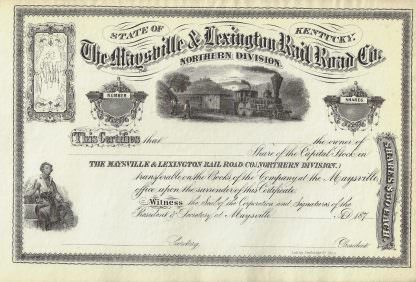 STATE OF KENTUCKY.
The Maysville & Lexington Rail Road Co.
NORTHERN DIVISION.
NUMBER
SHARES
This Certifies that the owner of
Share of the Capital Stock in
THE MAYSVILLE & LEXINGTON RAIL ROAD CO. (NORTHERN DIVISION,)
transferable on the Books of the Company at the Maysville
office upon the surrender of this Certificate.
Witness the Seal of the Corporation and Signatures of the
President & Secretary, at Maysville 187
Secretary. President.
SHARES $50 EACH